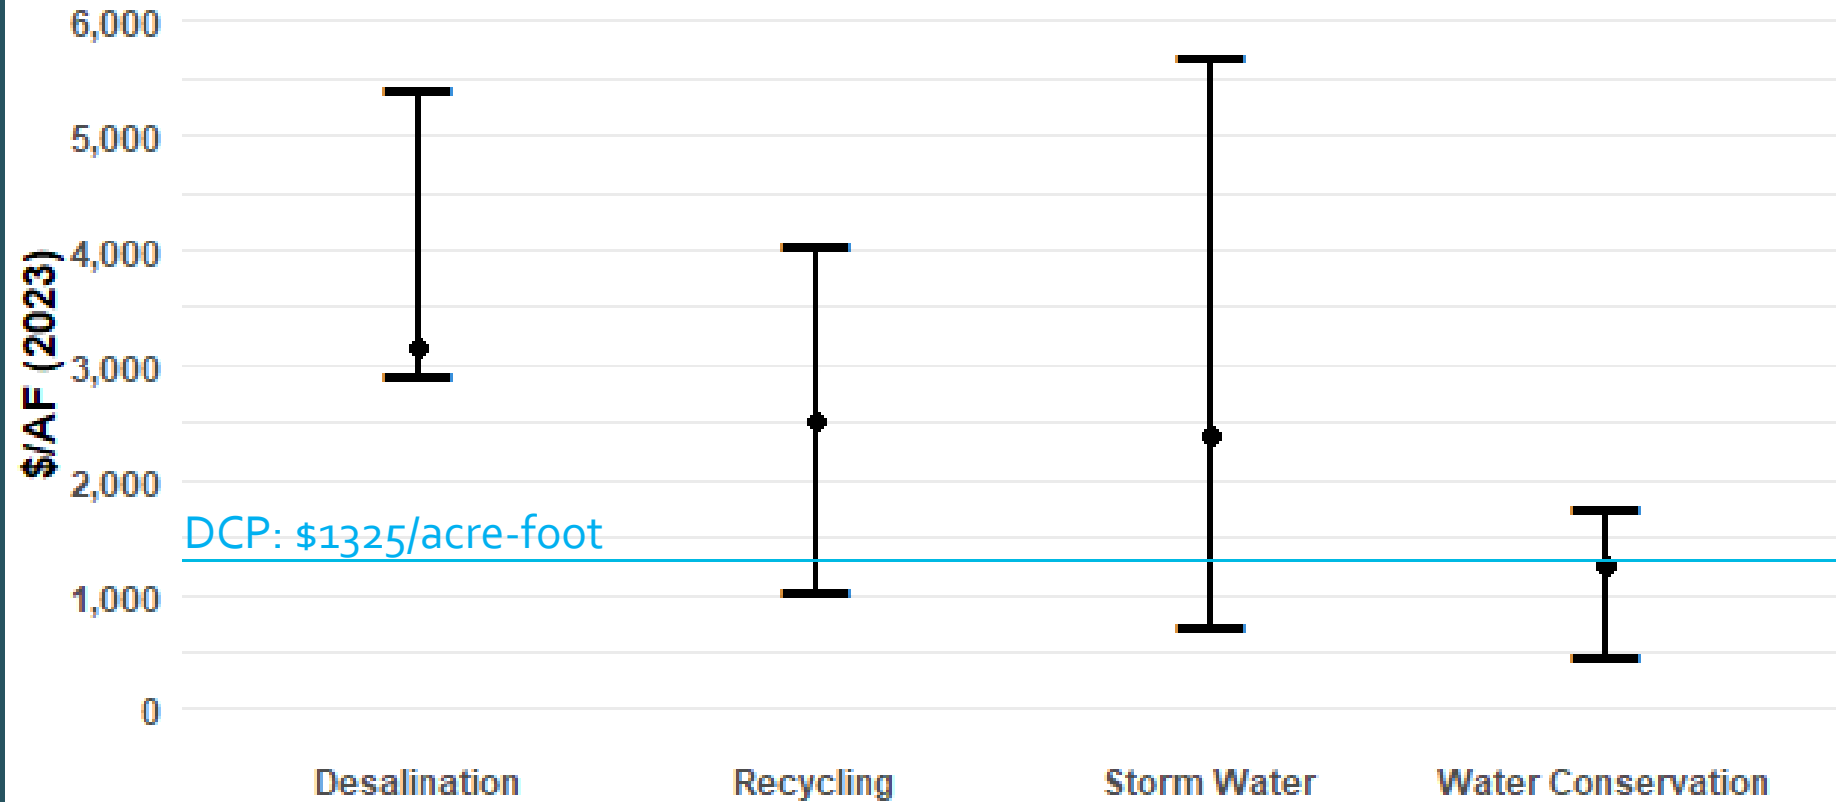 6,000
5,000
4,000
3,000
2,000
1,000
0
$/AF (2023)
DCP: $1325/acre-foot
Desalination
Recycling
Storm Water
Water Conservation